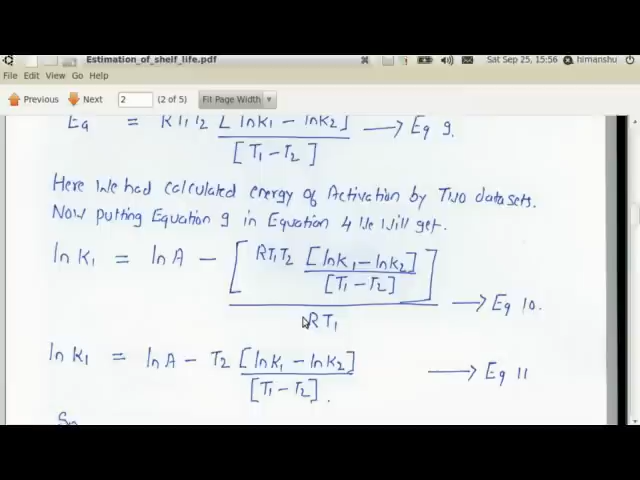 Estimation_of_shelf_life.pdf
Sat Sep 25, 15:56 himanshu
File Edit View Go Help
Previous Next 2 (2 of 5) Fit Page Width
Ea = RT1T2 [lnK1 - lnK2] / [T1 - T2] → Eq 9.
Here We had calculated energy of Activation by Two datasets.
Now putting Equation 9 in Equation 4 We Will get.
lnK1 = lnA - [RT1T2 [lnK1 - lnK2] / [T1 - T2]] / RT1 → Eq 10.
lnK1 = lnA - T2 [lnK1 - lnK2] / [T1 - T2]. → Eq 11